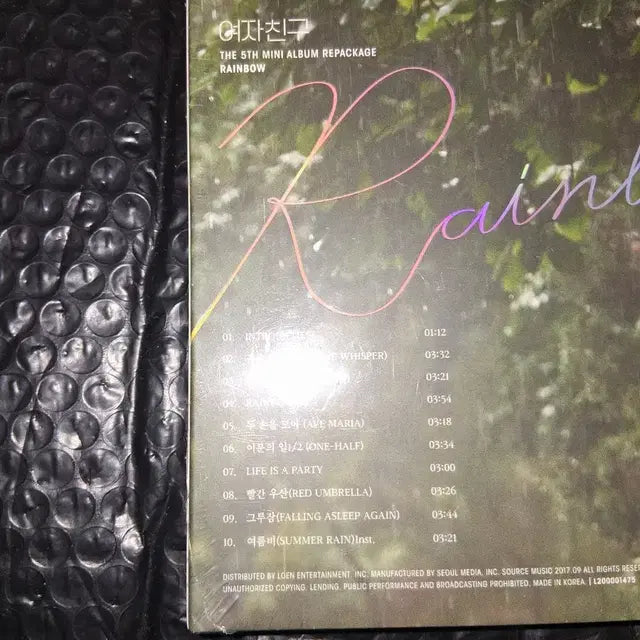 여자친구
THE 5TH MINI ALBUM REPACKAGE
RAINBOW
01. 01:12
02. WHISPER) 03:32
03:21
03:54
05. 두 손을 모아 (AVE MARIA) 03:18
06. 이분의 일1/2 (ONE-HALF) 03:34
07. LIFE IS A PARTY 03:00
08. 빨간 우산(RED UMBRELLA) 03:26
09. 그루잠(FALLING ASLEEP AGAIN) 03:44
10. 여름비(SUMMER RAIN)Inst. 03:21
DISTRIBUTED BY LOEN ENTERTAINMENT, INC. MANUFACTURED BY SEOUL MEDIA, INC. SOURCE MUSIC 2017.09 ALL RIGHTS
UNAUTHORIZED COPYING, LENDING, PUBLIC PERFORMANCE AND BROADCASTING PROHIBITED. MADE IN KOREA. | L200001475